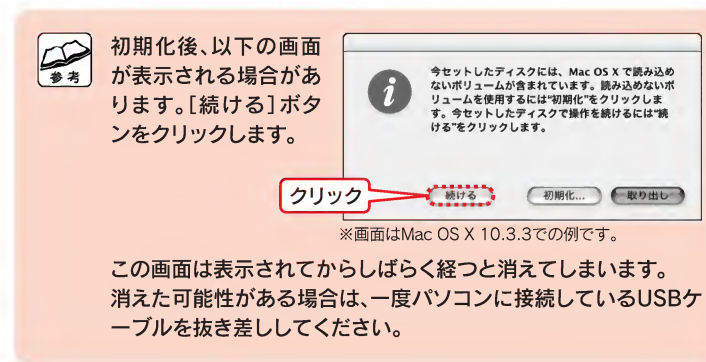 参考
初期化後、以下の画面
が表示される場合があ
ります。[続ける]ボタ
ンをクリックします。
今セットしたディスクには、Mac OS X で読み込め
ないボリュームが含まれています。読み込めないボ
リュームを使用するには“初期化”をクリックしま
す。今セットしたディスクで操作を続けるには“続
ける”をクリックします。
クリック
続ける
初期化...
取り出し
※画面はMac OS X 10.3.3での例です。
この画面は表示されてからしばらく経つと消えてしまいます。
消えた可能性がある場合は、一度パソコンに接続しているUSBケ
ーブルを抜き差ししてください。